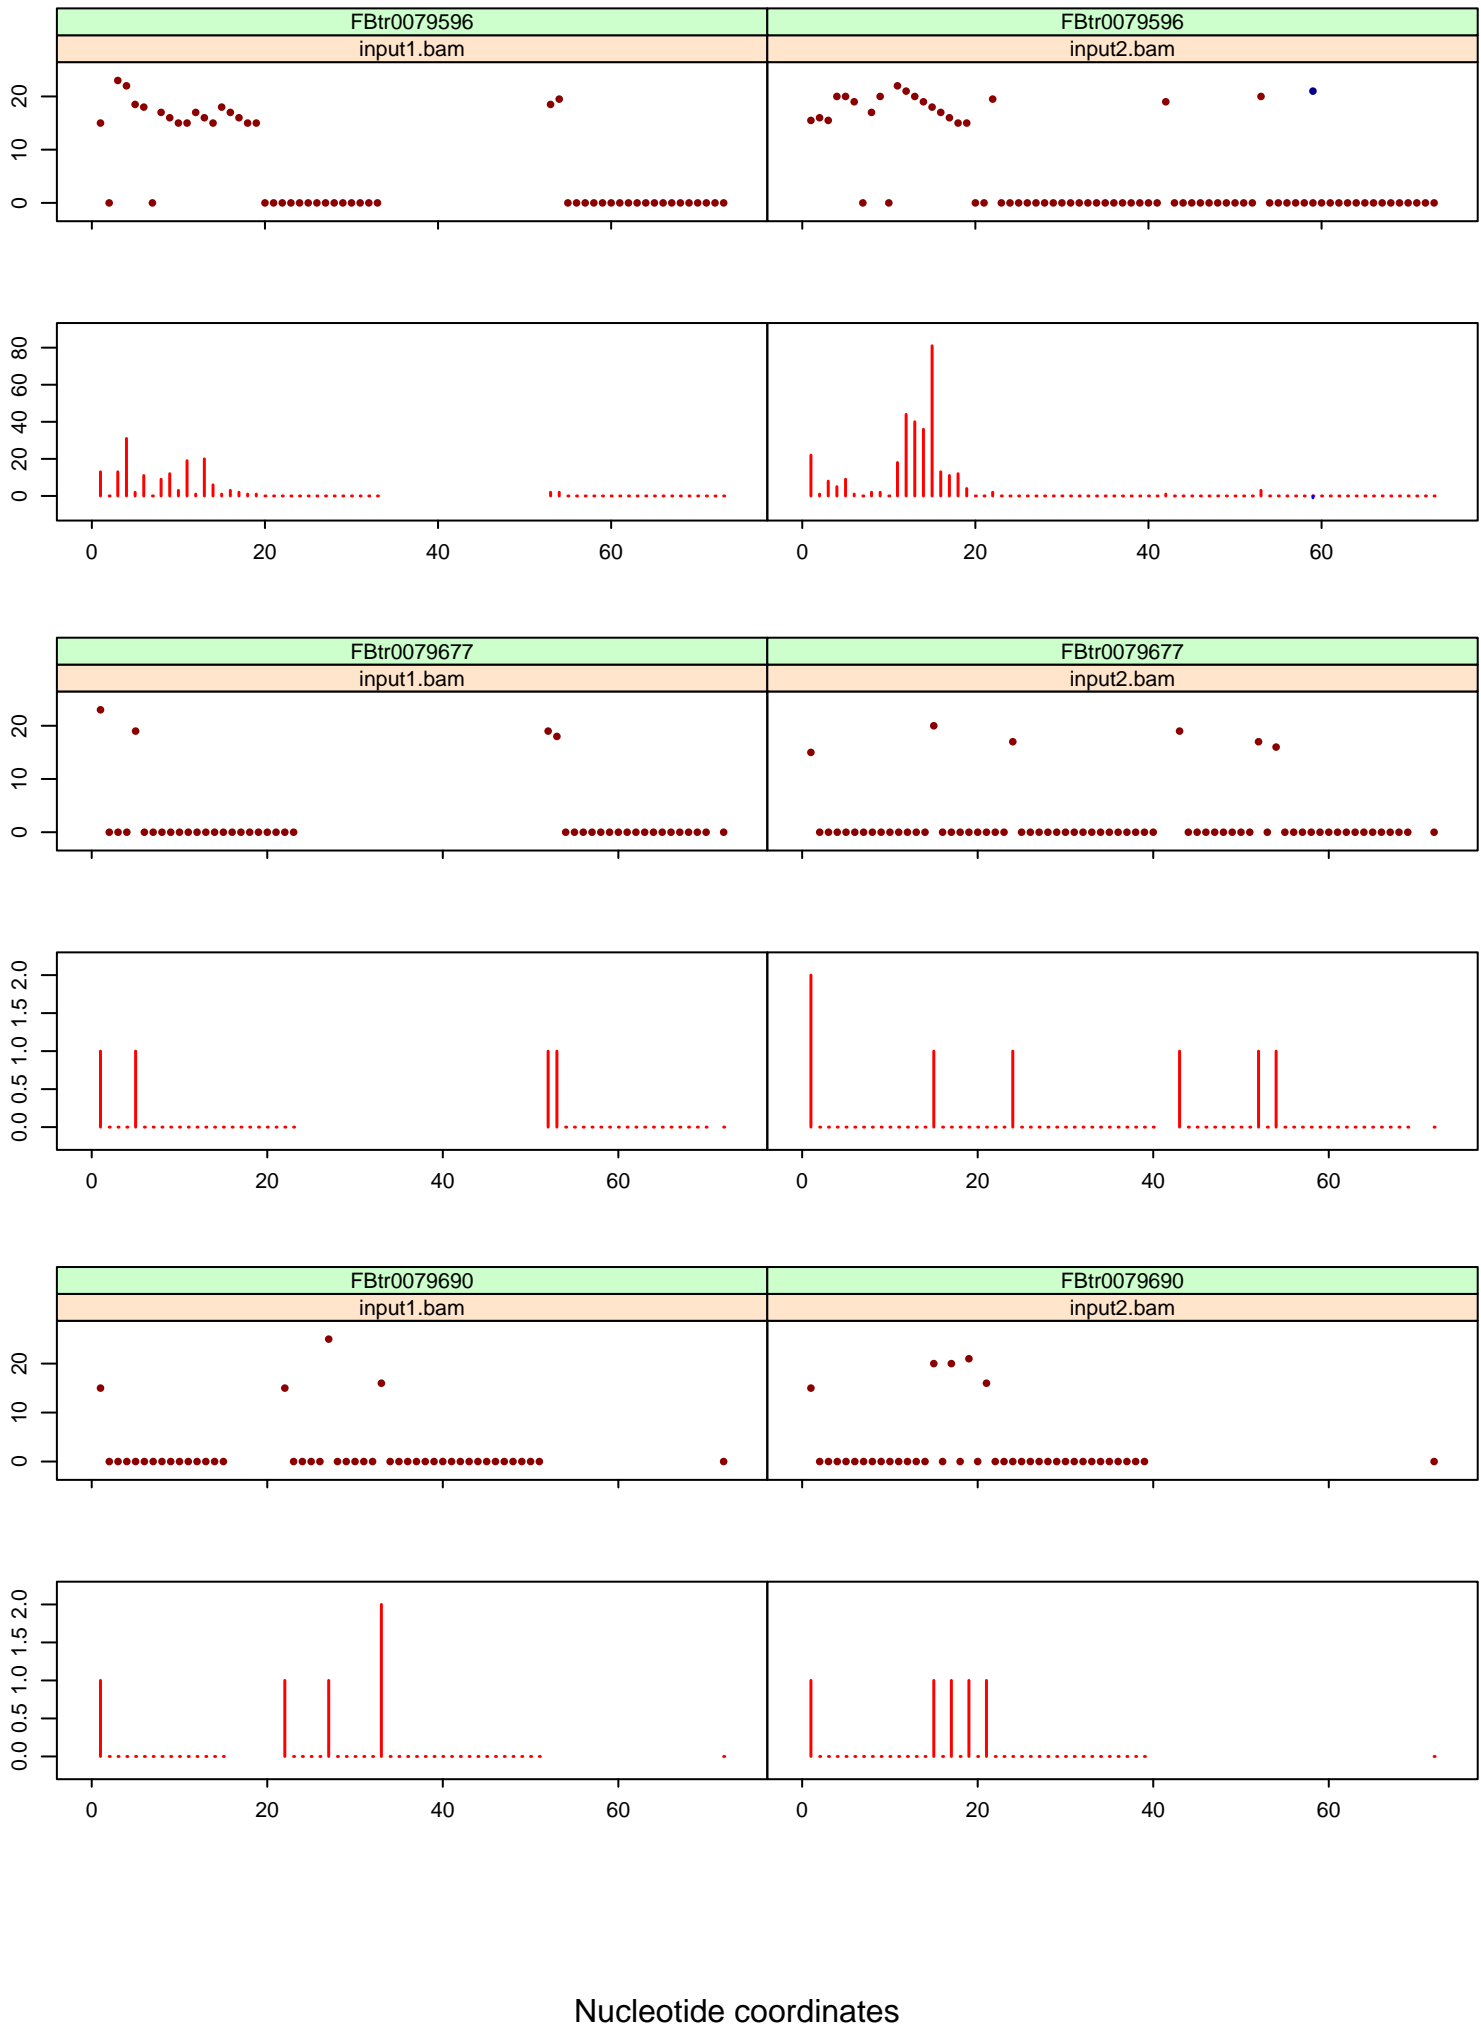 FBtr0079596 FBtr0079596
input1.bam input2.bam
20
10
0
80
60
40
20
0
0 20 40 60 0 20 40 60
FBtr0079677 FBtr0079677
input1.bam input2.bam
20
10
0
2.0
1.5
1.0
0.5
0.0
0 20 40 60 0 20 40 60
FBtr0079690 FBtr0079690
input1.bam input2.bam
20
10
0
2.0
1.5
1.0
0.5
0.0
0 20 40 60 0 20 40 60
Nucleotide coordinates